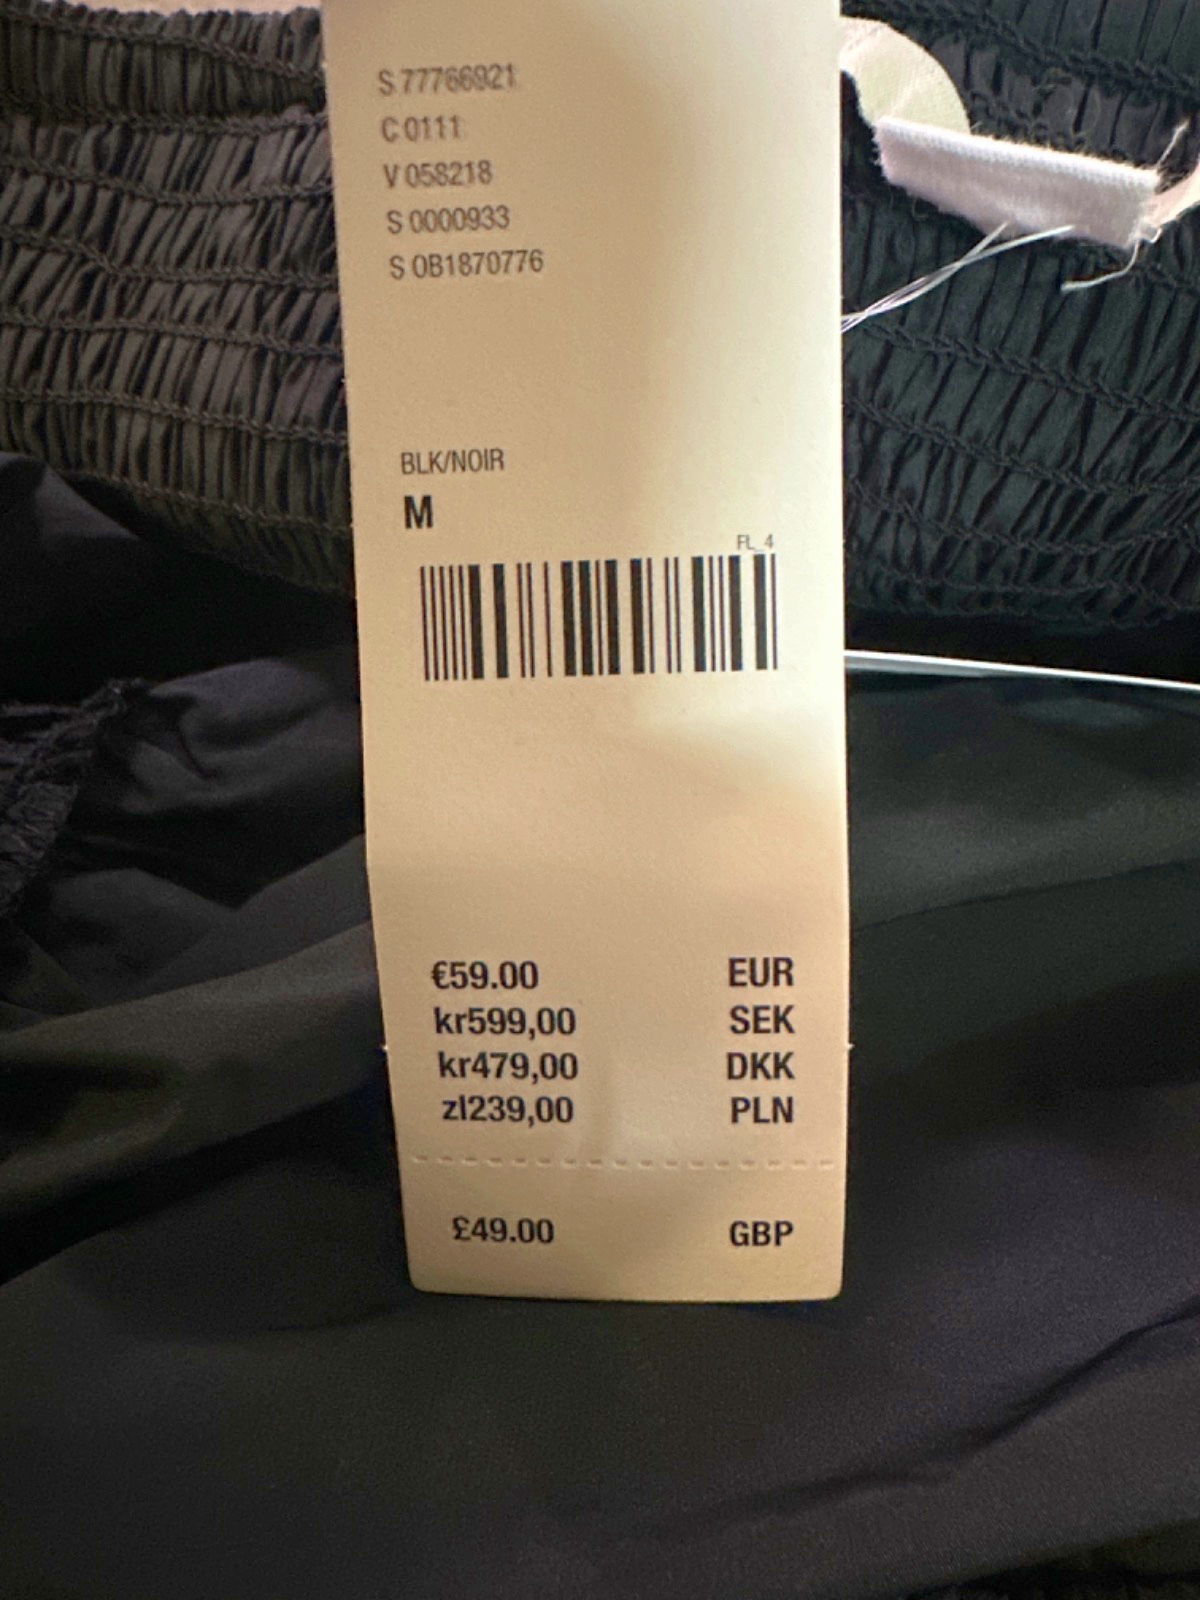 S 77766921
C 0111
V 058218
S 0000933
S 0B1870776
BLK/NOIR
M
FL_4
€59.00 EUR
kr599,00 SEK
kr479,00 DKK
zl239,00 PLN
£49.00 GBP